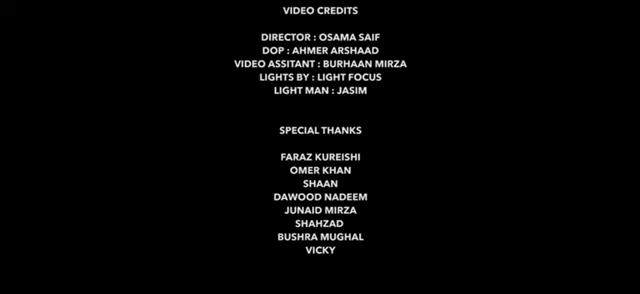 VIDEO CREDITS
DIRECTOR : OSAMA SAIF
DOP : AHMER ARSHAAD
VIDEO ASSITANT : BURHAAN MIRZA
LIGHTS BY : LIGHT FOCUS
LIGHT MAN : JASIM
SPECIAL THANKS
FARAZ KUREISHI
OMER KHAN
SHAAN
DAWOOD NADEEM
JUNAID MIRZA
SHAHZAD
BUSHRA MUGHAL
VICKY